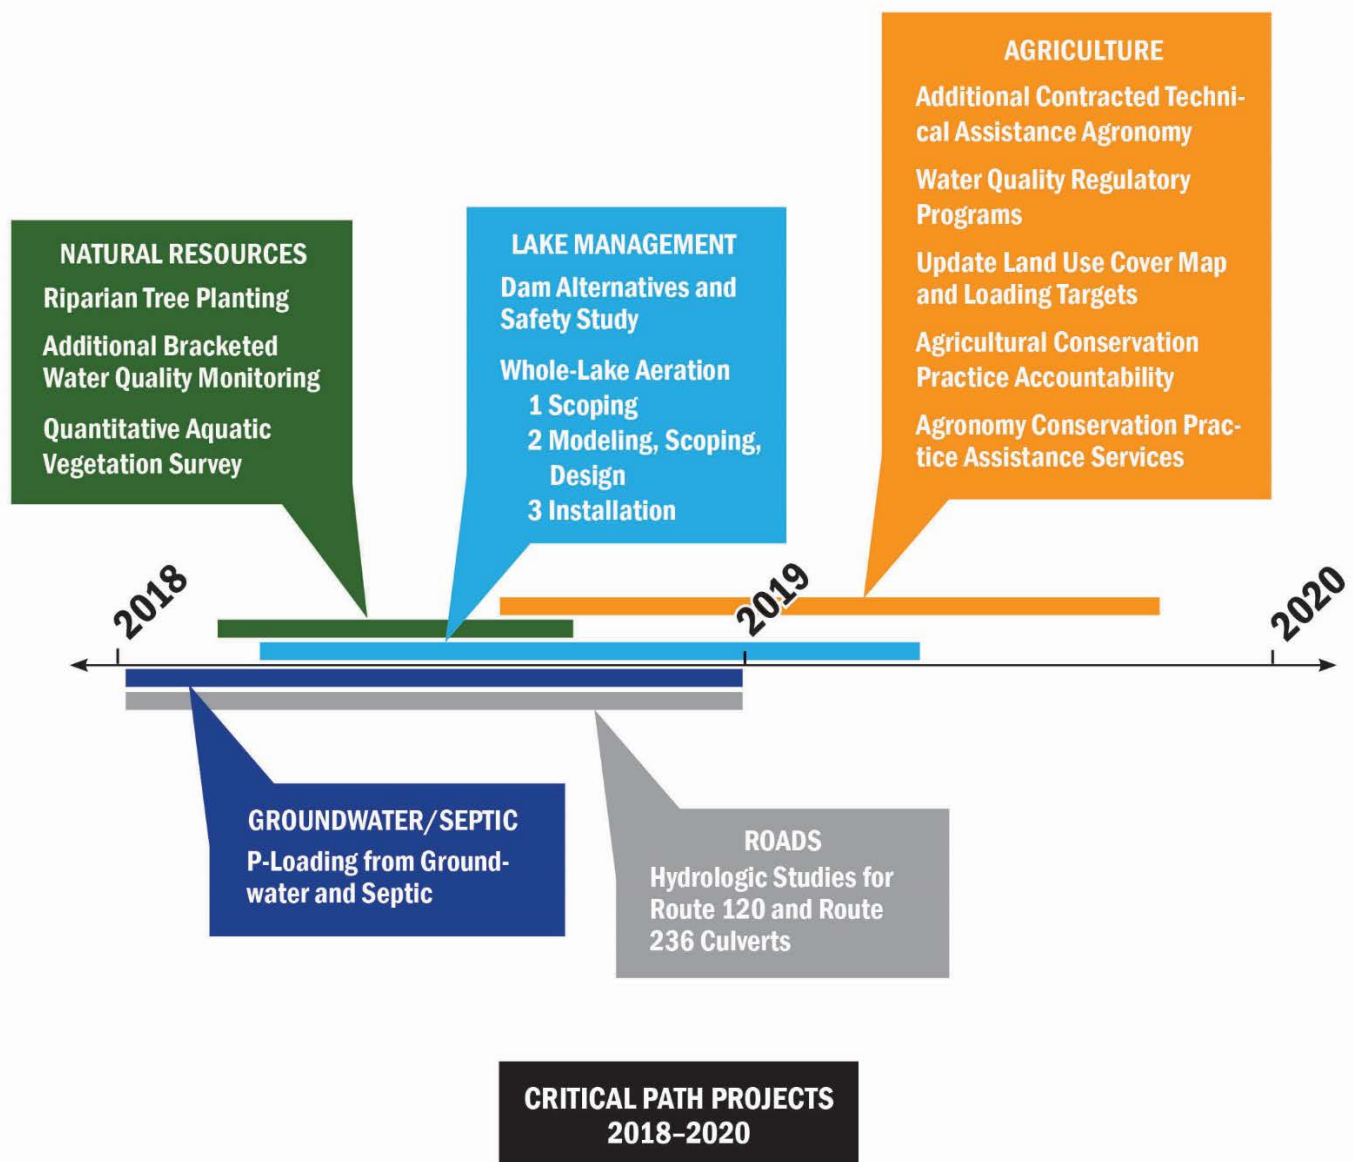 AGRICULTURE
Additional Contracted Techni-
cal Assistance Agronomy
Water Quality Regulatory
Programs
Update Land Use Cover Map
and Loading Targets
Agricultural Conservation
Practice Accountability
Agronomy Conservation Prac-
tice Assistance Services
NATURAL RESOURCES
Riparian Tree Planting
Additional Bracketed
Water Quality Monitoring
Quantitative Aquatic
Vegetation Survey
LAKE MANAGEMENT
Dam Alternatives and
Safety Study
Whole-Lake Aeration
1 Scoping
2 Modeling, Scoping,
Design
3 Installation
2018
2019
2020
GROUNDWATER/SEPTIC
P-Loading from Ground-
water and Septic
ROADS
Hydrologic Studies for
Route 120 and Route
236 Culverts
CRITICAL PATH PROJECTS
2018–2020